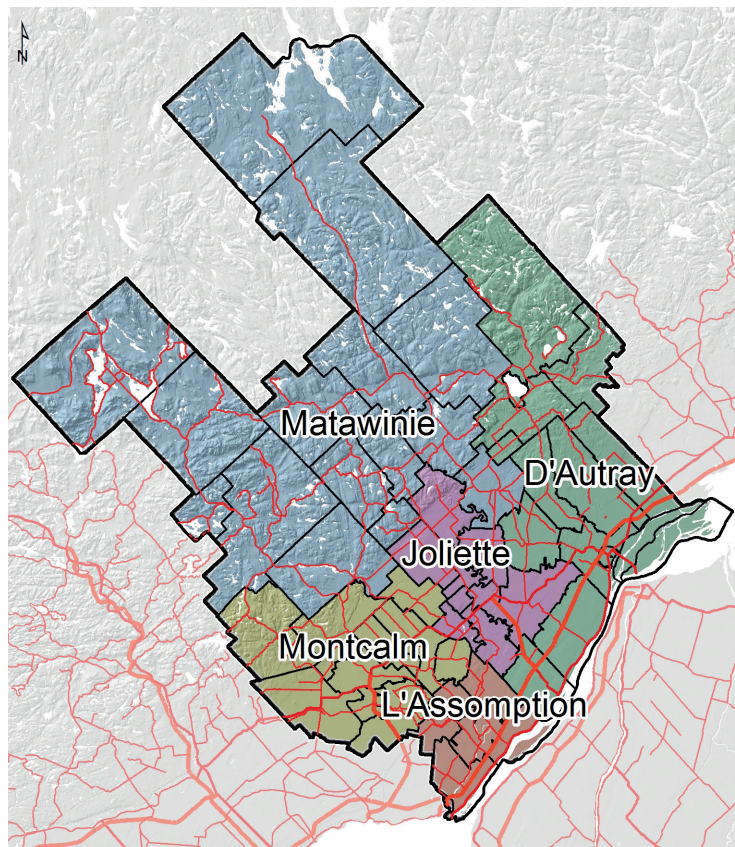 N
Matawinie
D'Autray
Joliette
Montcalm
L'Assomption